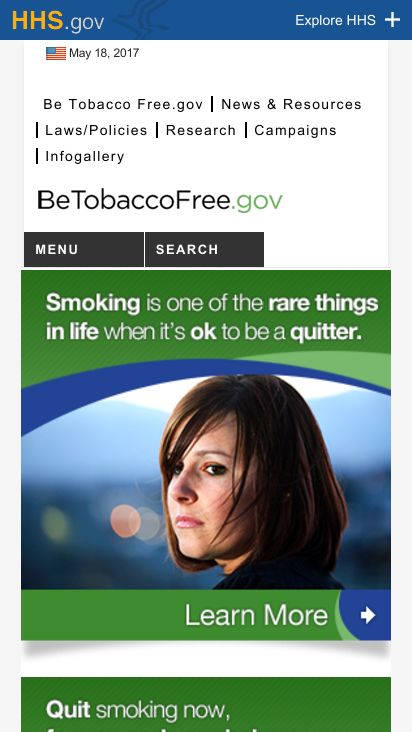 HHS.gov
Explore HHS
May 18, 2017
Be Tobacco Free.gov
News & Resources
Laws/Policies
Research
Campaigns
Infogallery
BeTobaccoFree.gov
MENU
SEARCH
Smoking is one of the rare things
in life when it's ok to be a quitter.
Learn More
Quit smoking now,